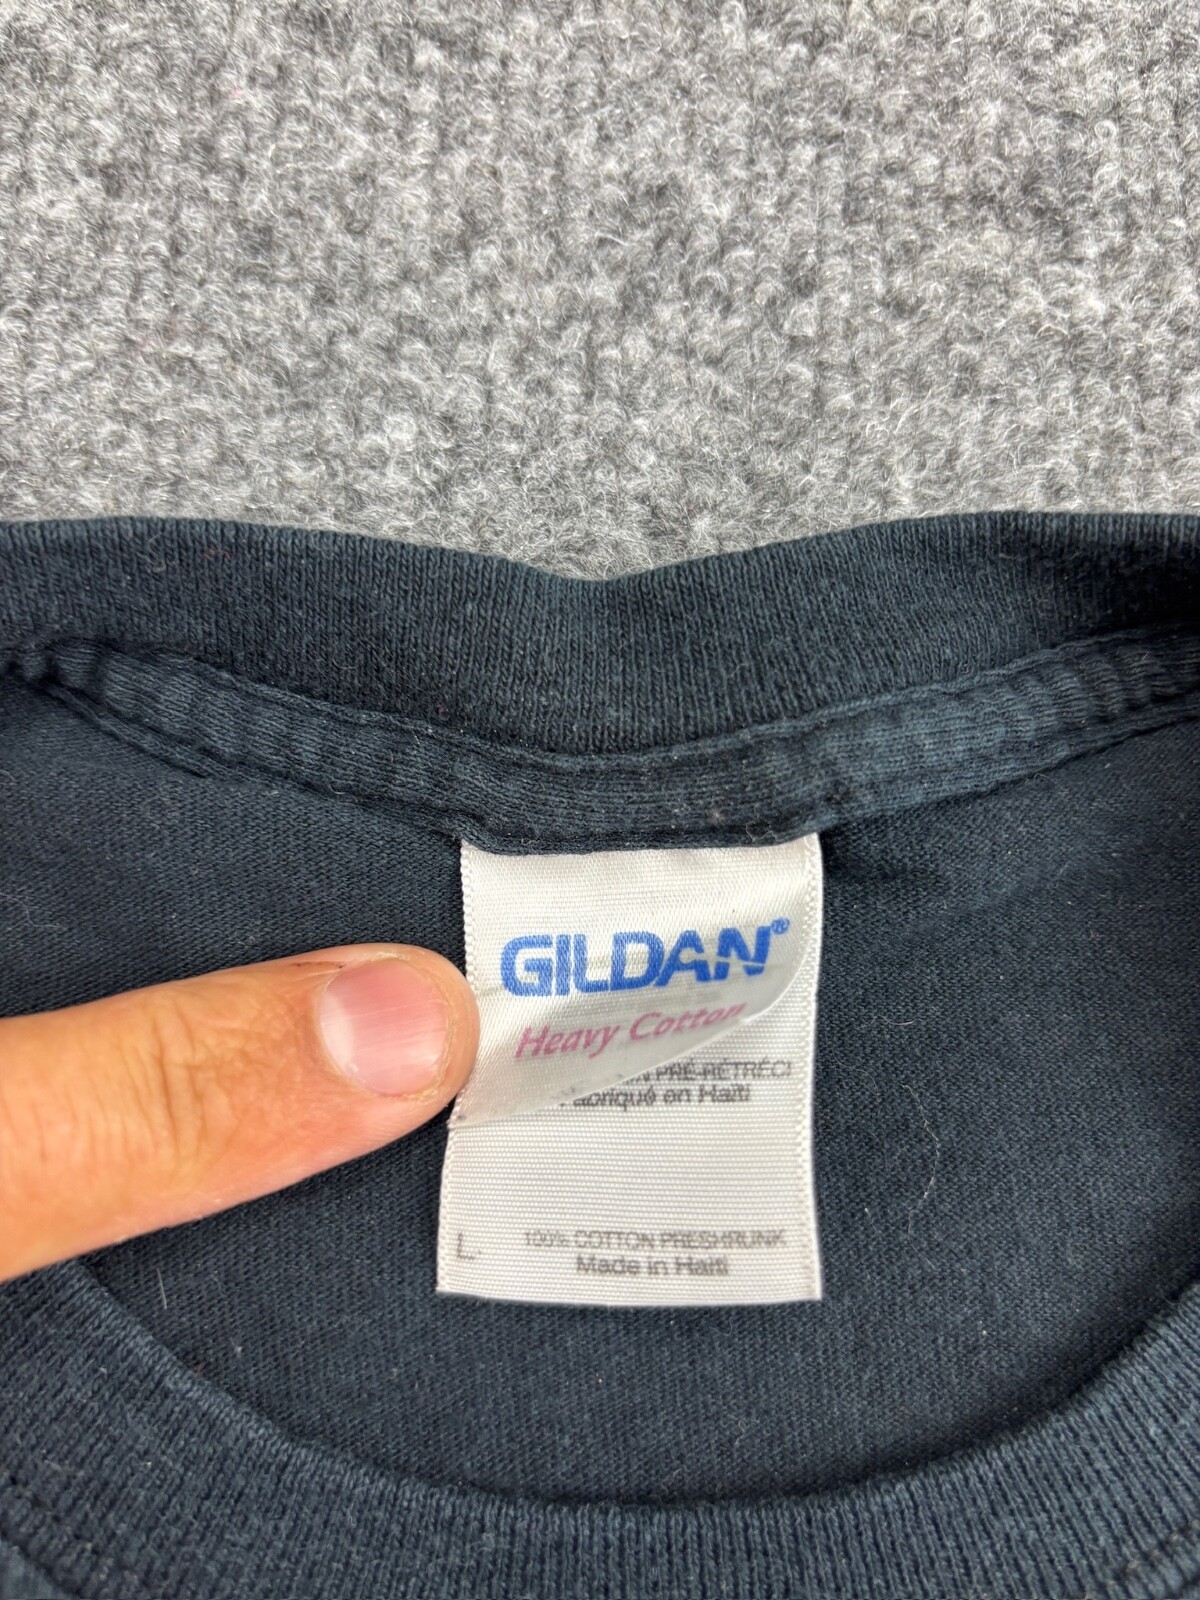 GILDAN®
Heavy Cotton
PRÉ-RÉTRÉCI
Fabriqué en Haïti
L
100% COTTON PRESHRUNK
Made in Haiti